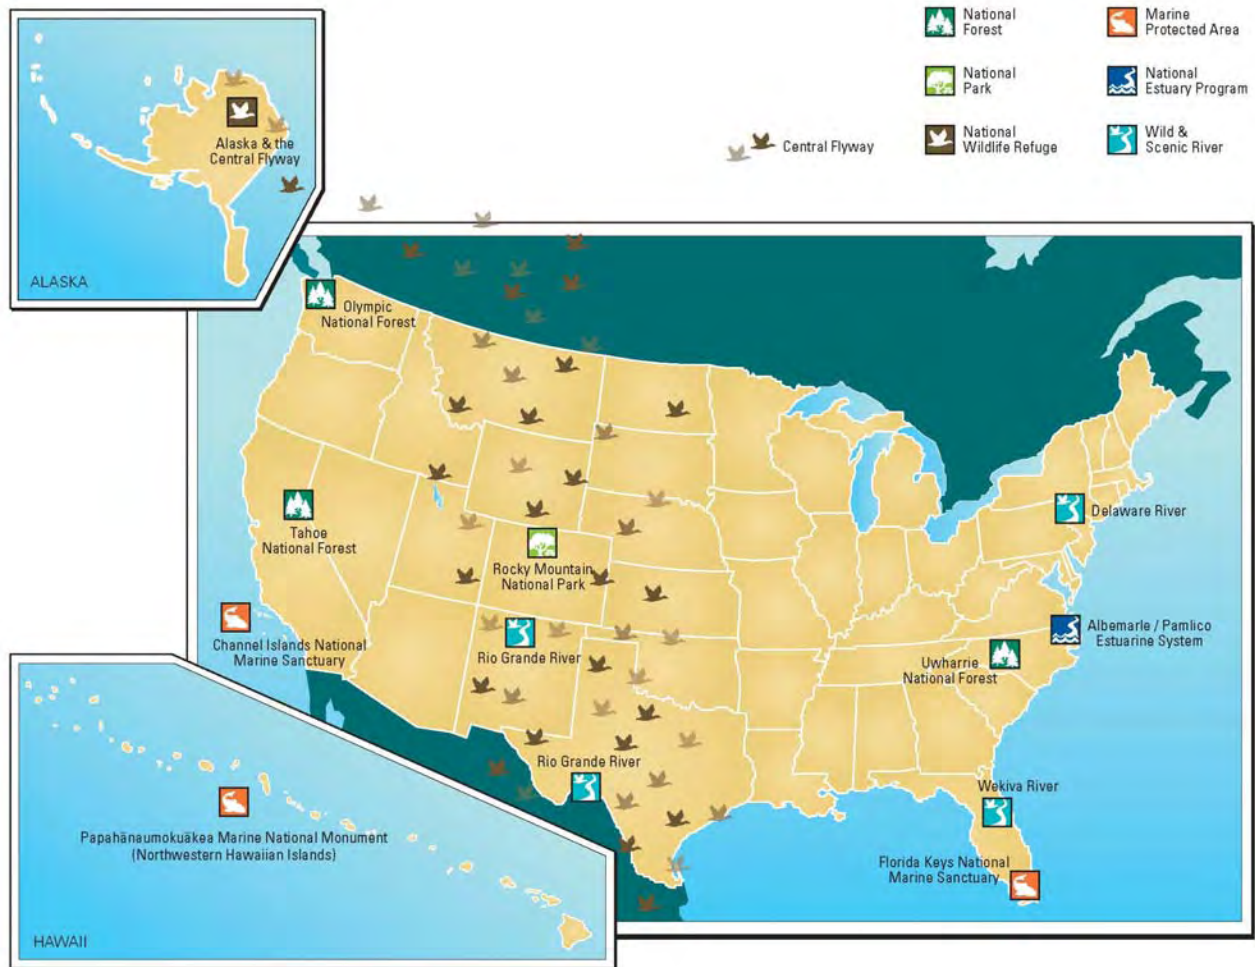 National
Forest
Marine
Protected Area
National
Park
National
Estuary Program
Central Flyway
National
Wildlife Refuge
Wild &
Scenic River
Alaska & the
Central Flyway
ALASKA
Olympic
National Forest
Tahoe
National Forest
Rocky Mountain
National Park
Delaware River
Channel Islands National
Marine Sanctuary
Rio Grande River
Albemarle / Pamlico
Estuarine System
Uwharrie
National Forest
Rio Grande River
Wekiva River
Papahänaumokuäkea Marine National Monument
(Northwestern Hawaiian Islands)
Florida Keys National
Marine Sanctuary
HAWAII